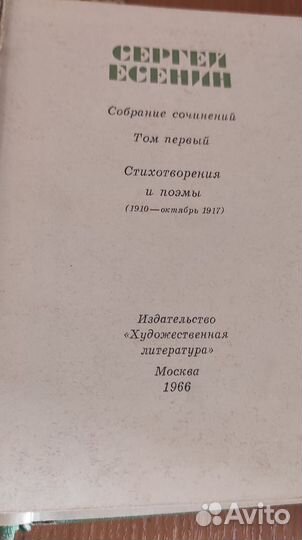 СЕРГЕЙ
ЕСЕНИН
Собрание сочинений
Том первый
Стихотворения
и поэмы
(1910—октябрь 1917)
Издательство
«Художественная
литература»
Москва
1966
Avito